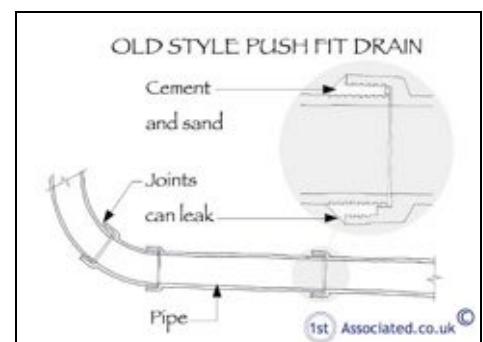 OLD STYLE PUSH FIT DRAIN
Cement
and sand
Joints
can leak
Pipe
1st Associated.co.uk ©